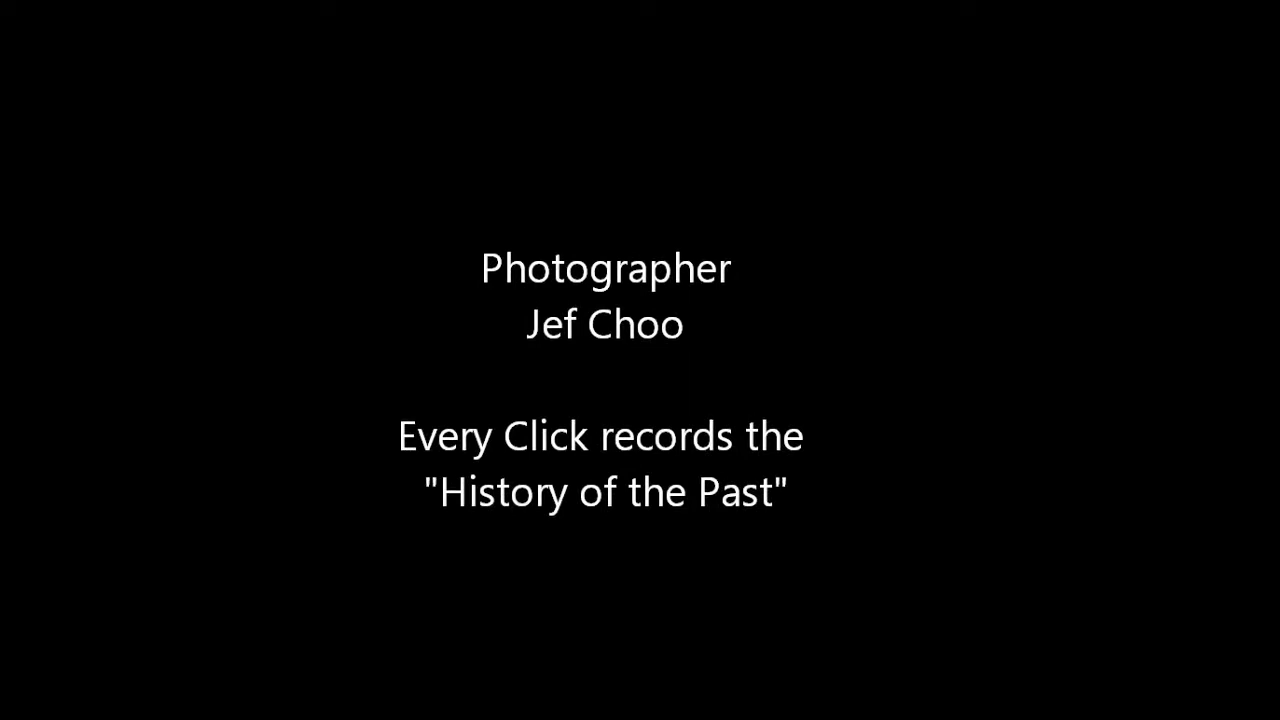 Photographer
Jef Choo
Every Click records the
"History of the Past"